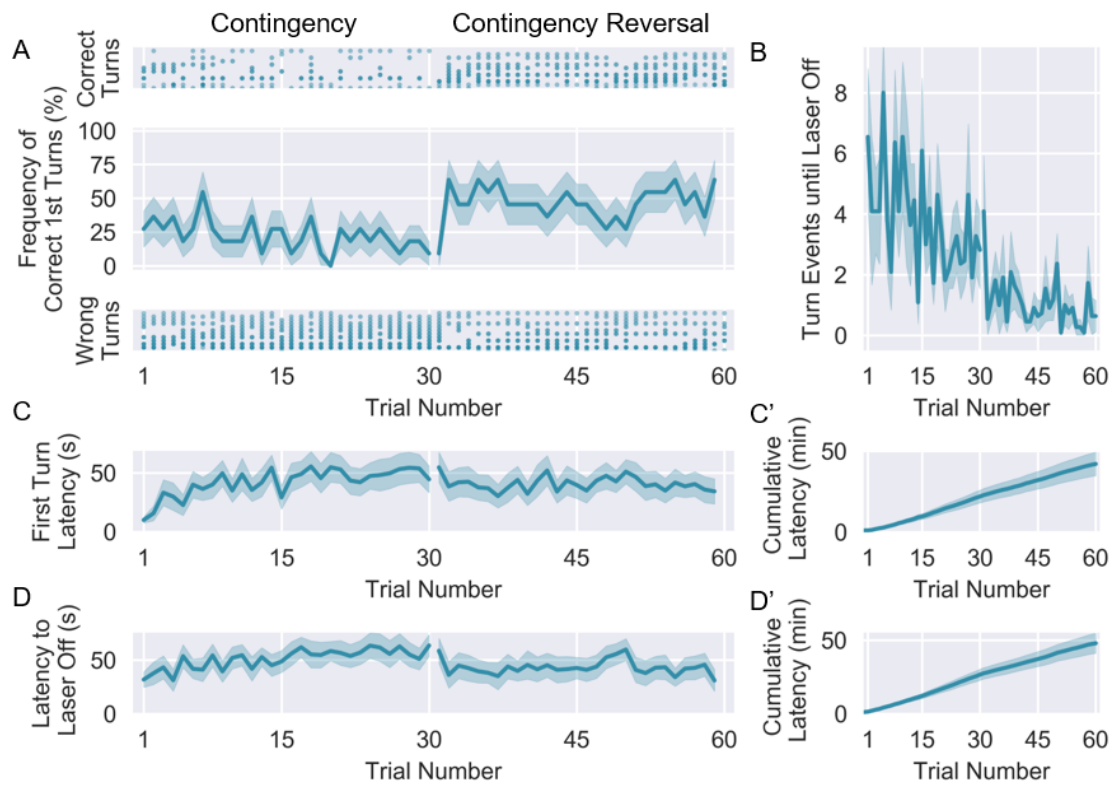 Contingency
Contingency Reversal
A
Correct
Turns
Frequency of
Correct 1st Turns (%)
100
75
50
25
0
Wrong
Turns
1
15
30
45
60
Trial Number
B
Turn Events until Laser Off
8
6
4
2
0
1
15
30
45
60
Trial Number
C
First Turn
Latency (s)
50
0
1
15
30
45
60
Trial Number
C'
Cumulative
Latency (min)
50
0
1
15
30
45
60
Trial Number
D
Latency to
Laser Off (s)
50
0
1
15
30
45
60
Trial Number
D'
Cumulative
Latency (min)
50
0
1
15
30
45
60
Trial Number